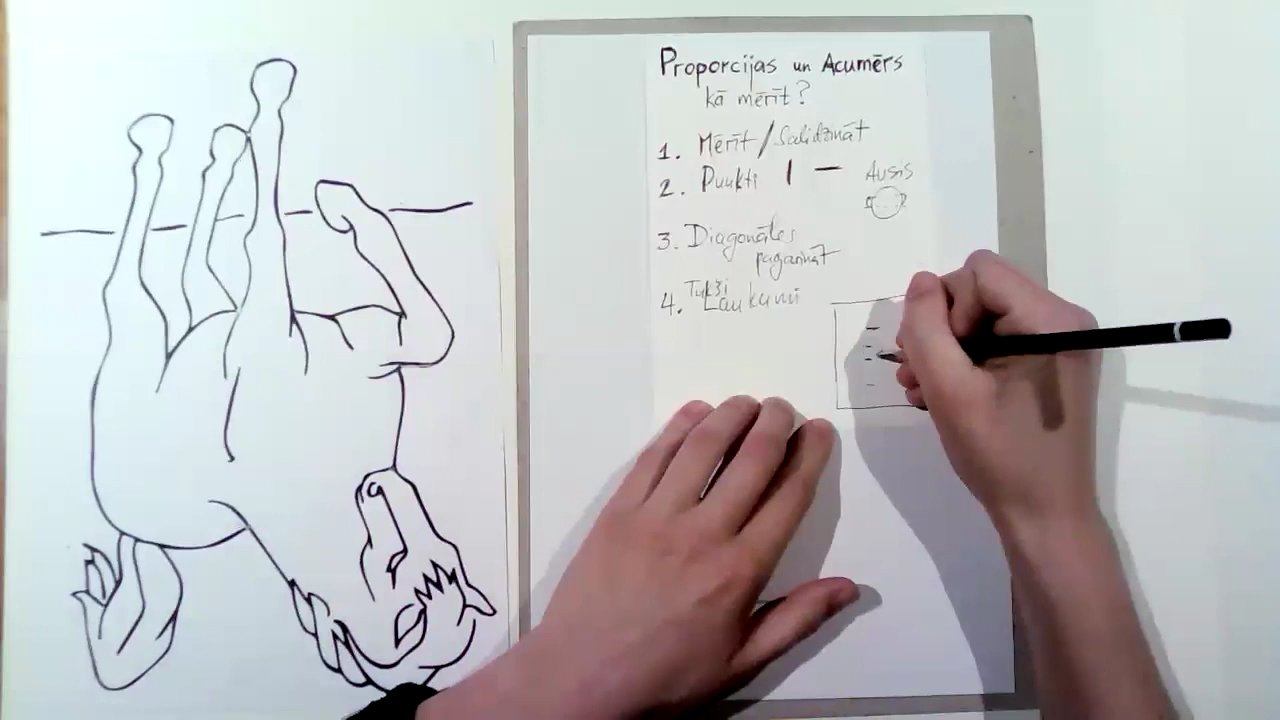 Proporcijas un Acumērs
kā mērīt?
1. Mērīt/Salīdzināt
2. Punkti | —
Ausis
3. Diagonāles
pagarināt
4. Tukši
Laukumi